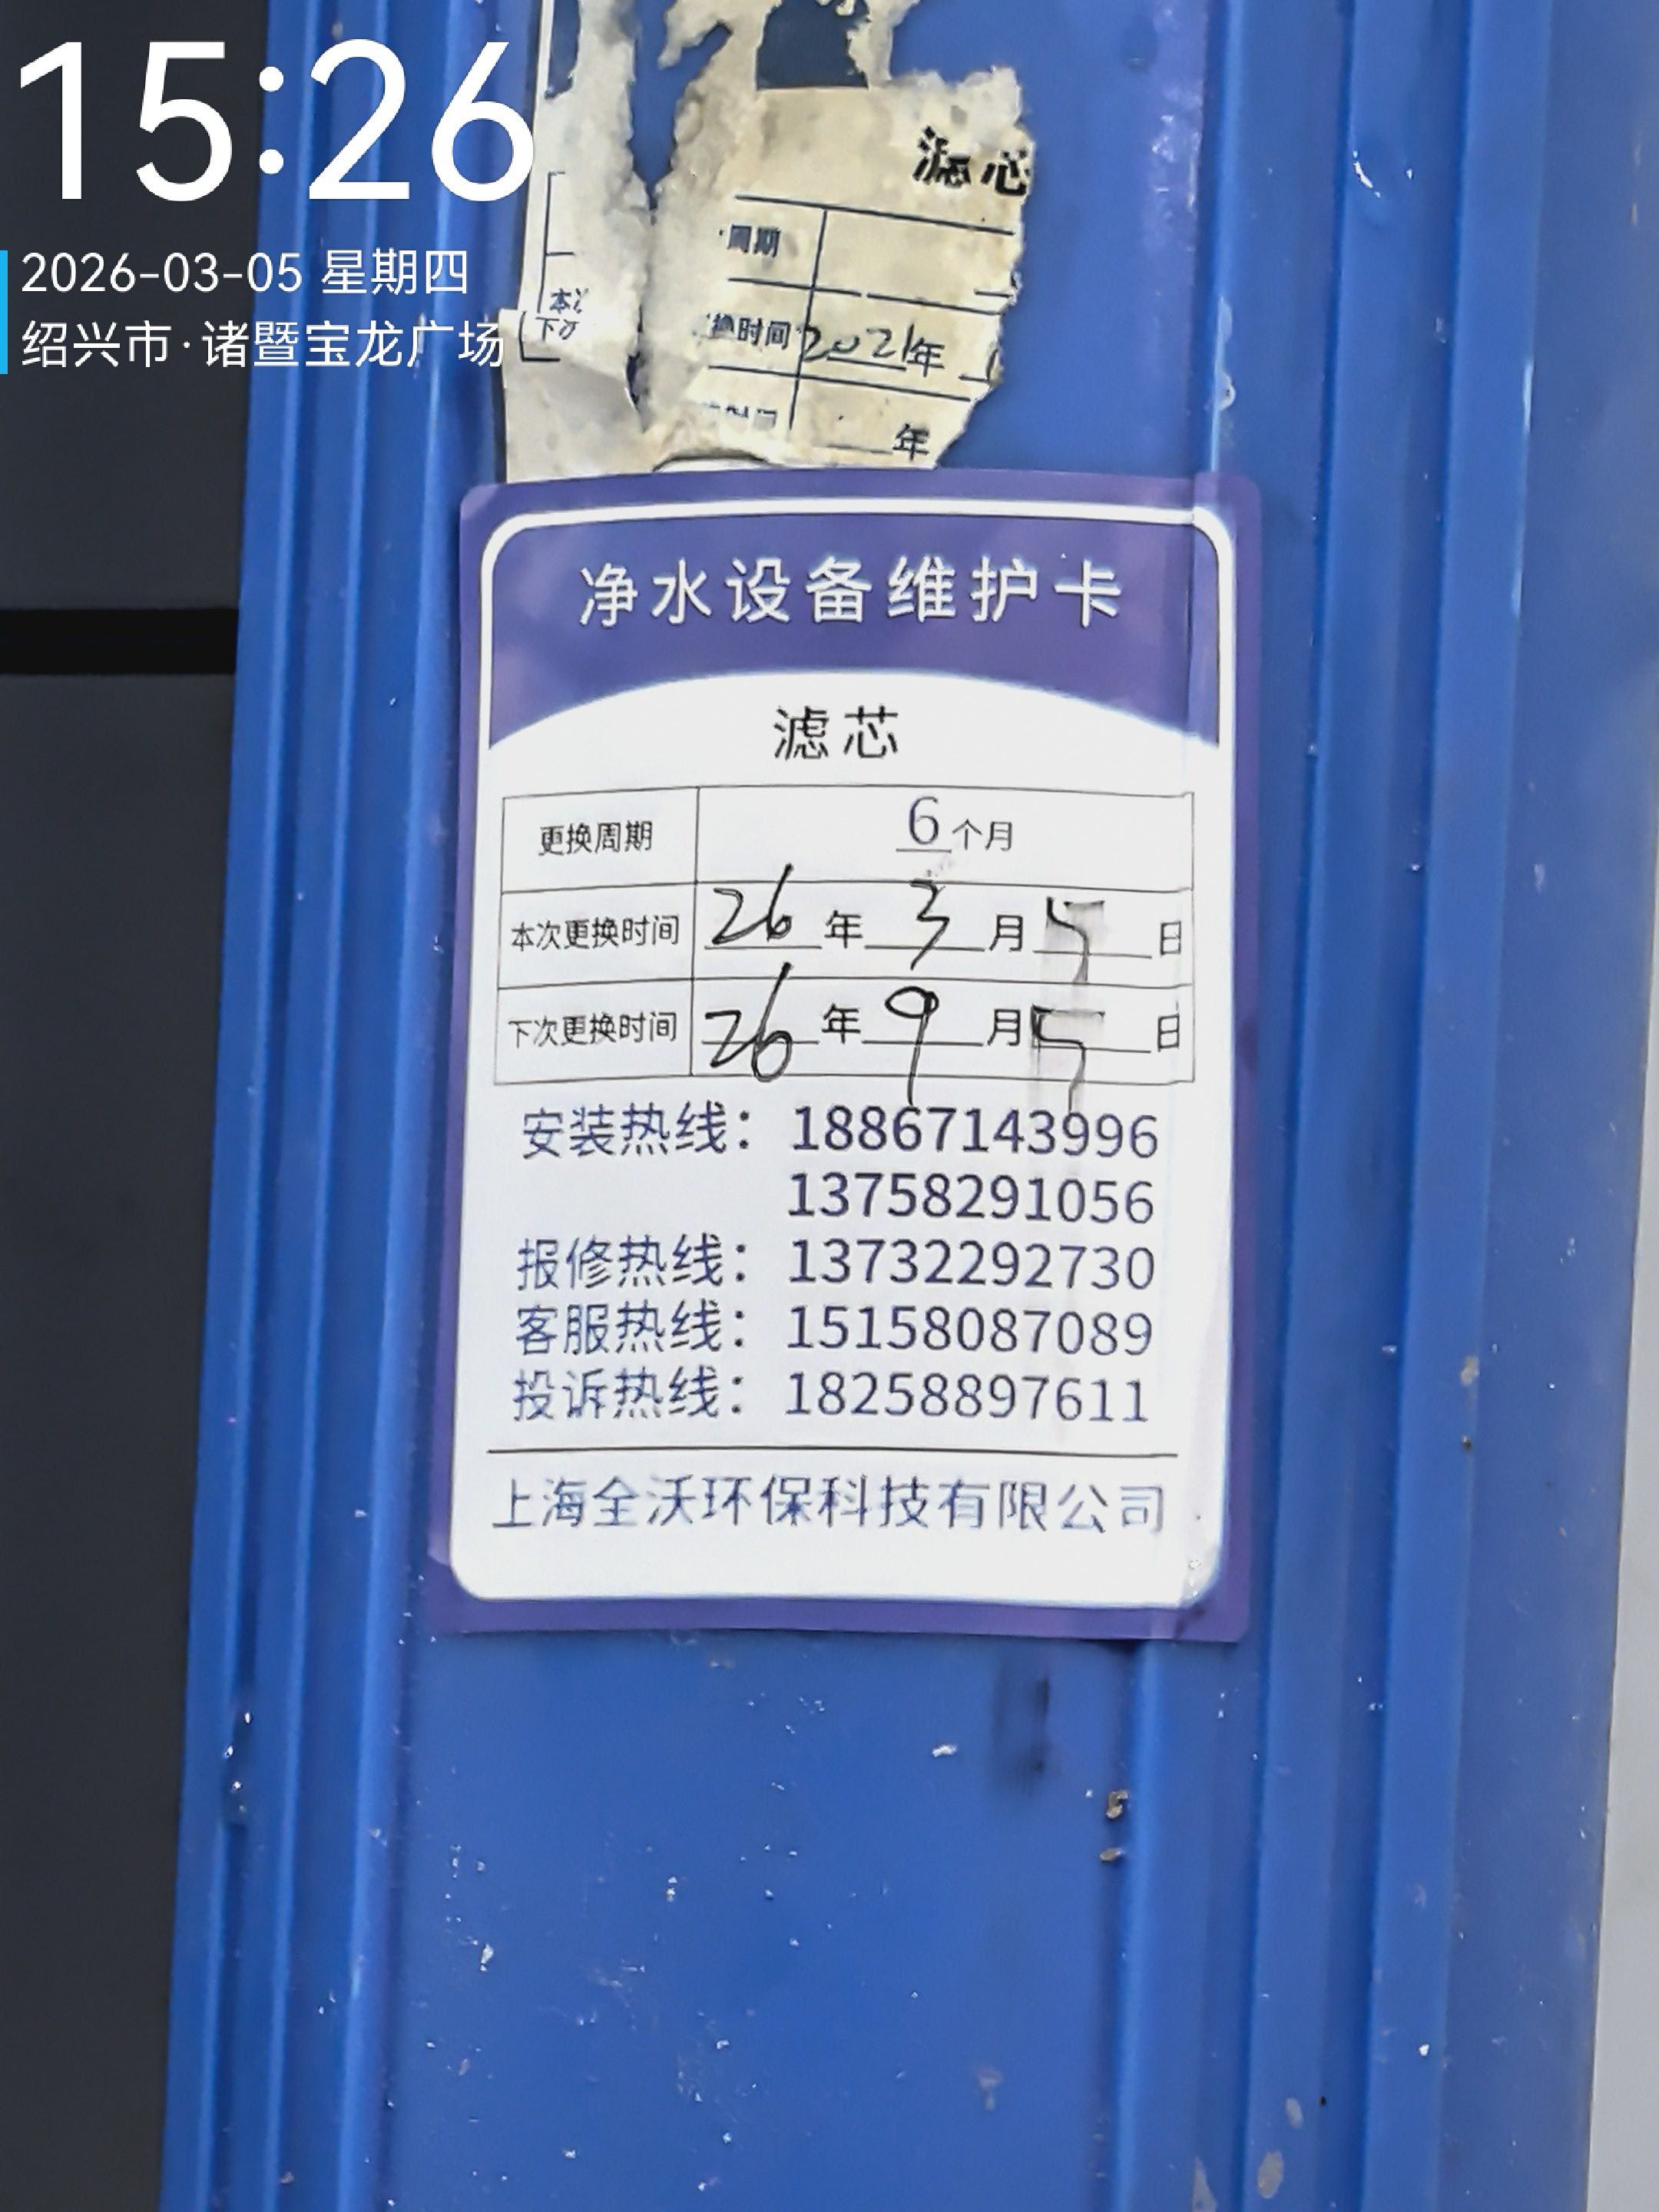 15:26
2026-03-05 星期四
绍兴市·诸暨宝龙广场
滤芯
周期
换时间 2021年
年
本次
下次
净水设备维护卡
滤芯
更换周期 6个月
本次更换时间 26年3月5日
下次更换时间 26年9月5日
安装热线：18867143996
13758291056
报修热线：13732292730
客服热线：15158087089
投诉热线：18258897611
上海全沃环保科技有限公司